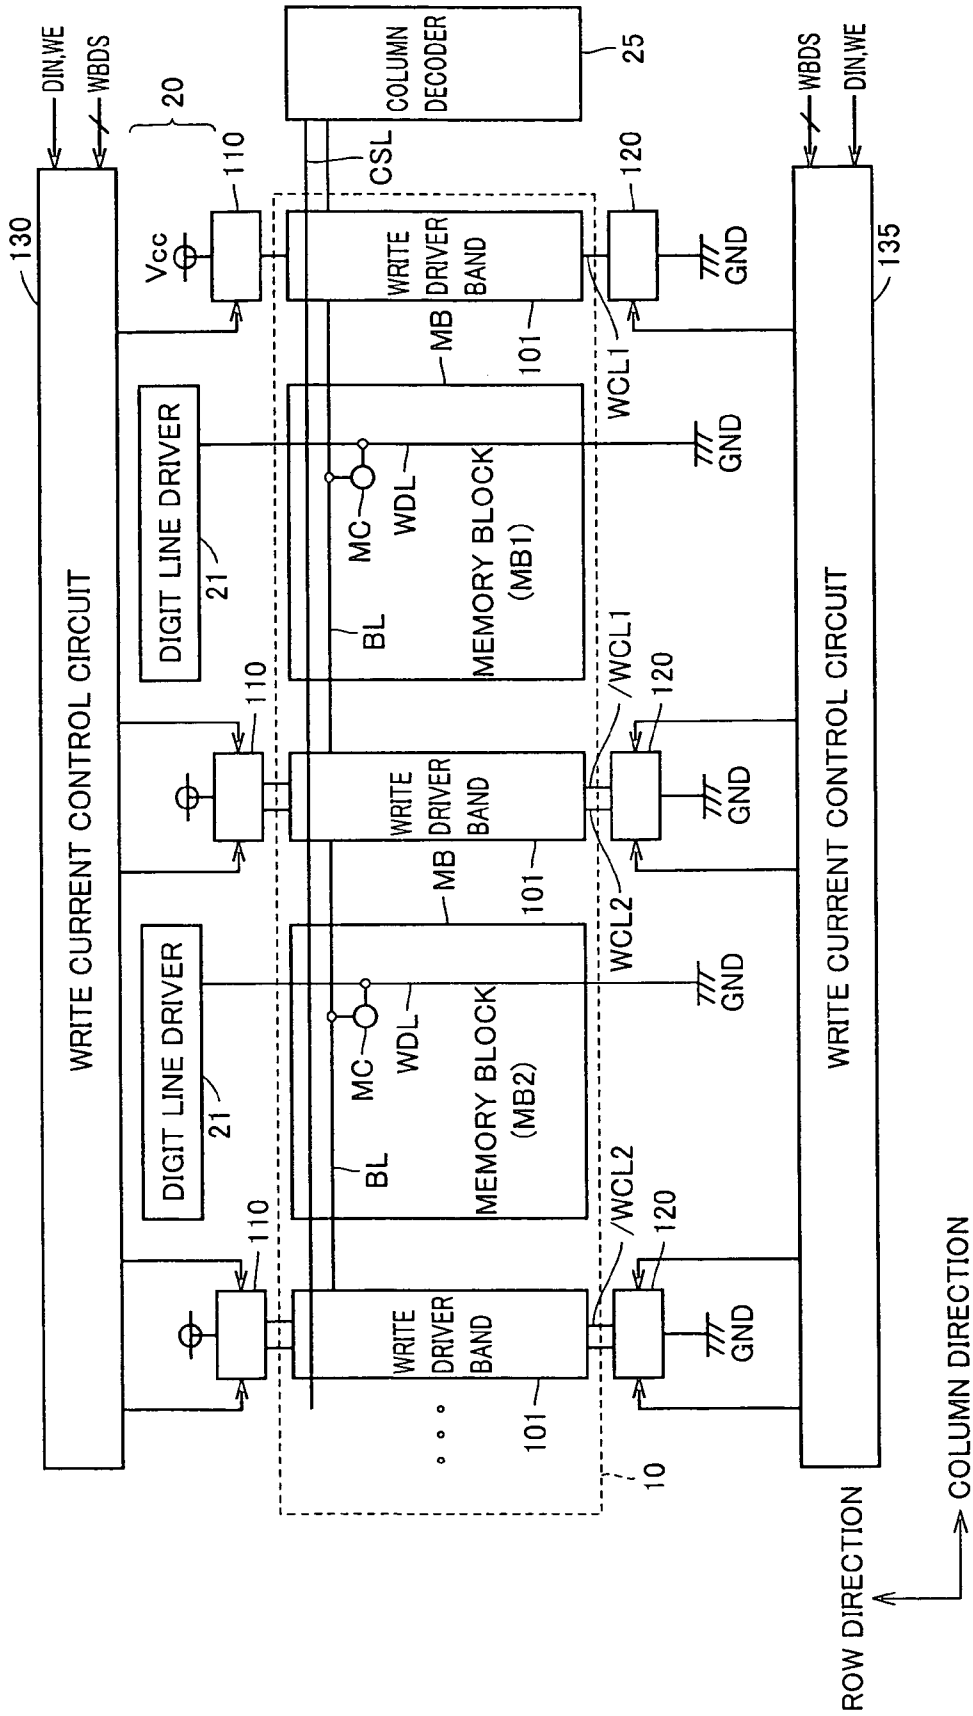 WRITE CURRENT CONTROL CIRCUIT
130
DIN,WE
WBDS
20
DIGIT LINE DRIVER
21
DIGIT LINE DRIVER
21
110
110
110
Vcc
COLUMN
DECODER
25
CSL
WRITE
DRIVER
BAND
101
WRITE
DRIVER
BAND
101
WRITE
DRIVER
BAND
101
MB
MC
WDL
BL
MEMORY BLOCK
(MB1)
MB
MC
WDL
BL
MEMORY BLOCK
(MB2)
10
/WCL2
WCL2
/WCL1
WCL1
120
120
120
GND
GND
GND
GND
GND
WRITE CURRENT CONTROL CIRCUIT
135
WBDS
DIN,WE
ROW DIRECTION
COLUMN DIRECTION